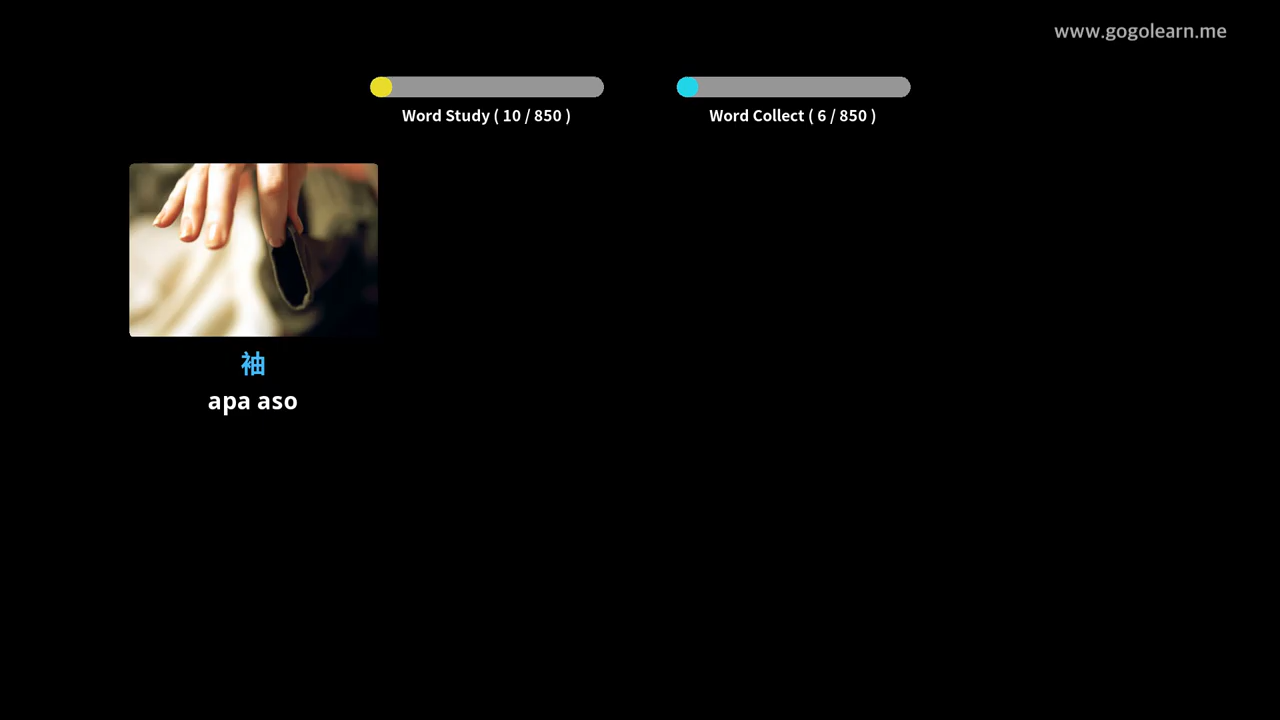 www.gogolearn.me
Word Study ( 10 / 850 )
Word Collect ( 6 / 850 )
袖
apa aso